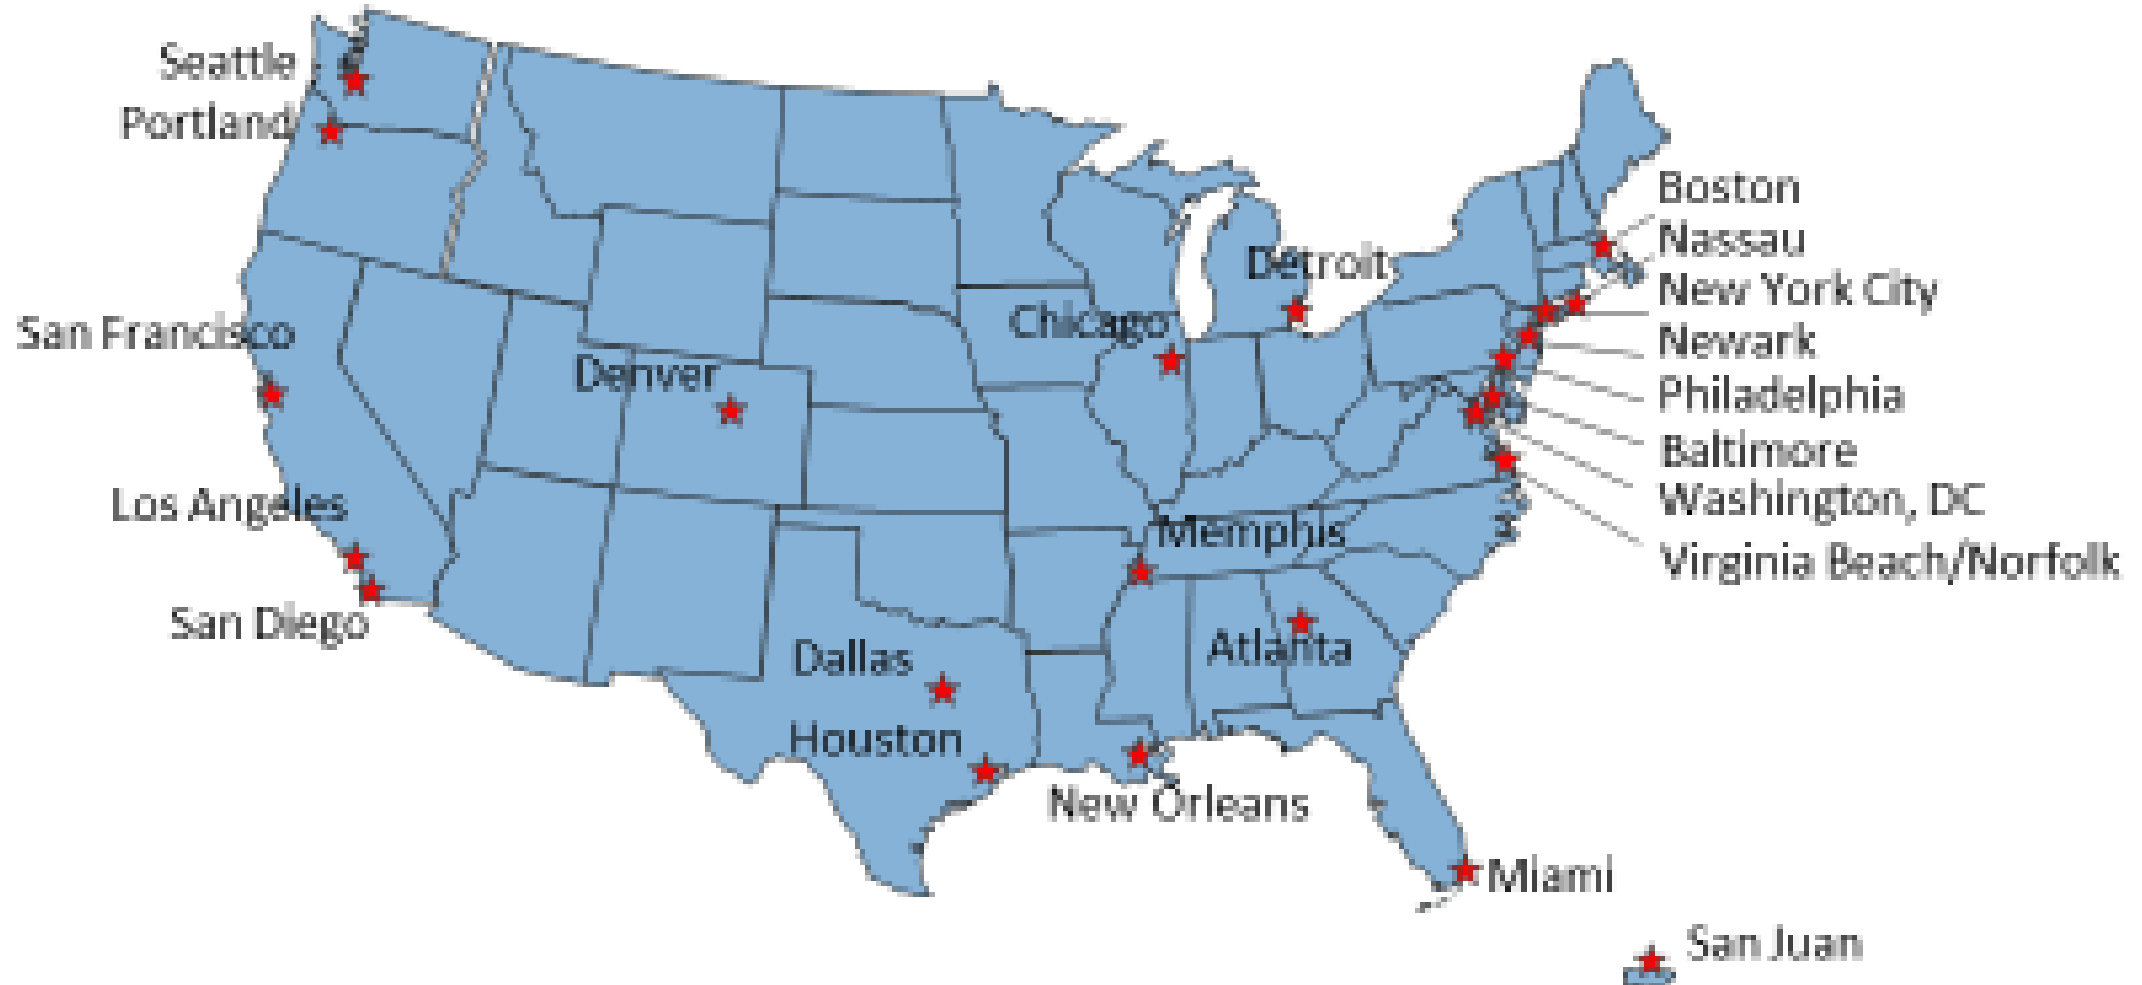 Seattle
Portland
Boston
Nassau
Detroit
New York City
Chicago
San Francisco
Newark
Denver
Philadelphia
Baltimore
Washington, DC
Los Angeles
Memphis
Virginia Beach/Norfolk
San Diego
Atlanta
Dallas
Houston
New Orleans
Miami
San Juan